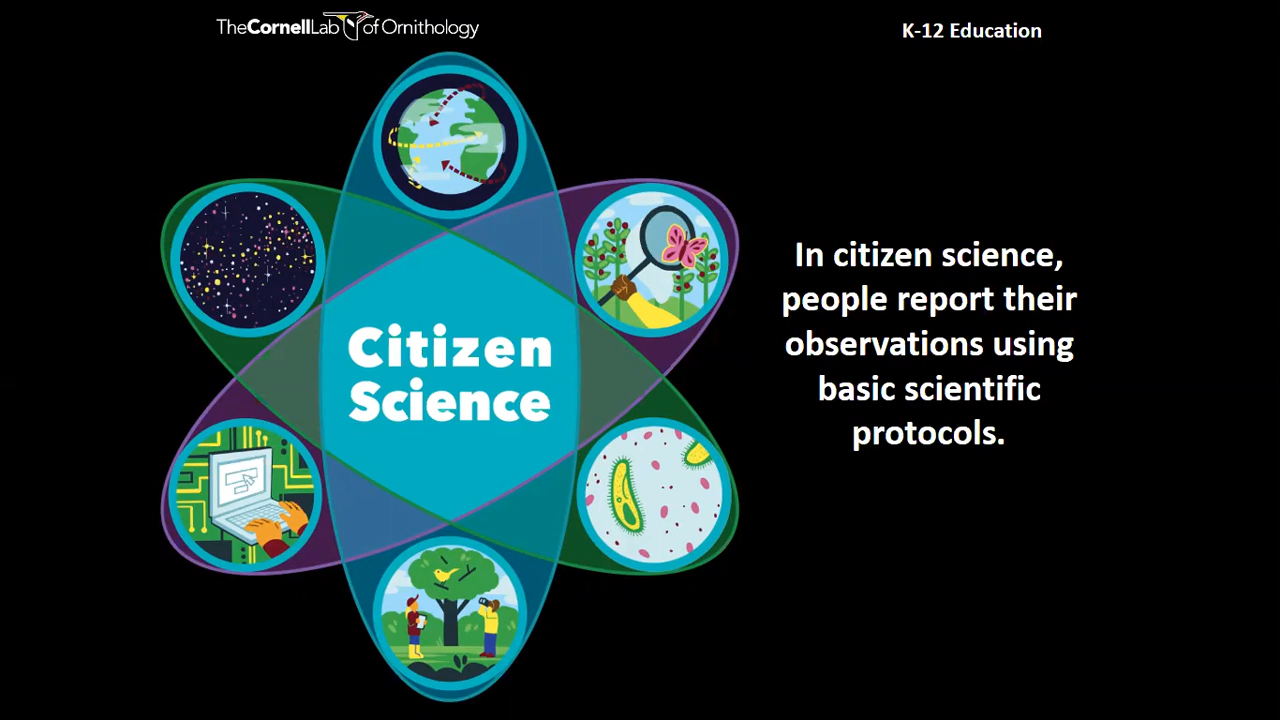 TheCornellLab of Ornithology
K-12 Education
Citizen
Science
In citizen science,
people report their
observations using
basic scientific
protocols.